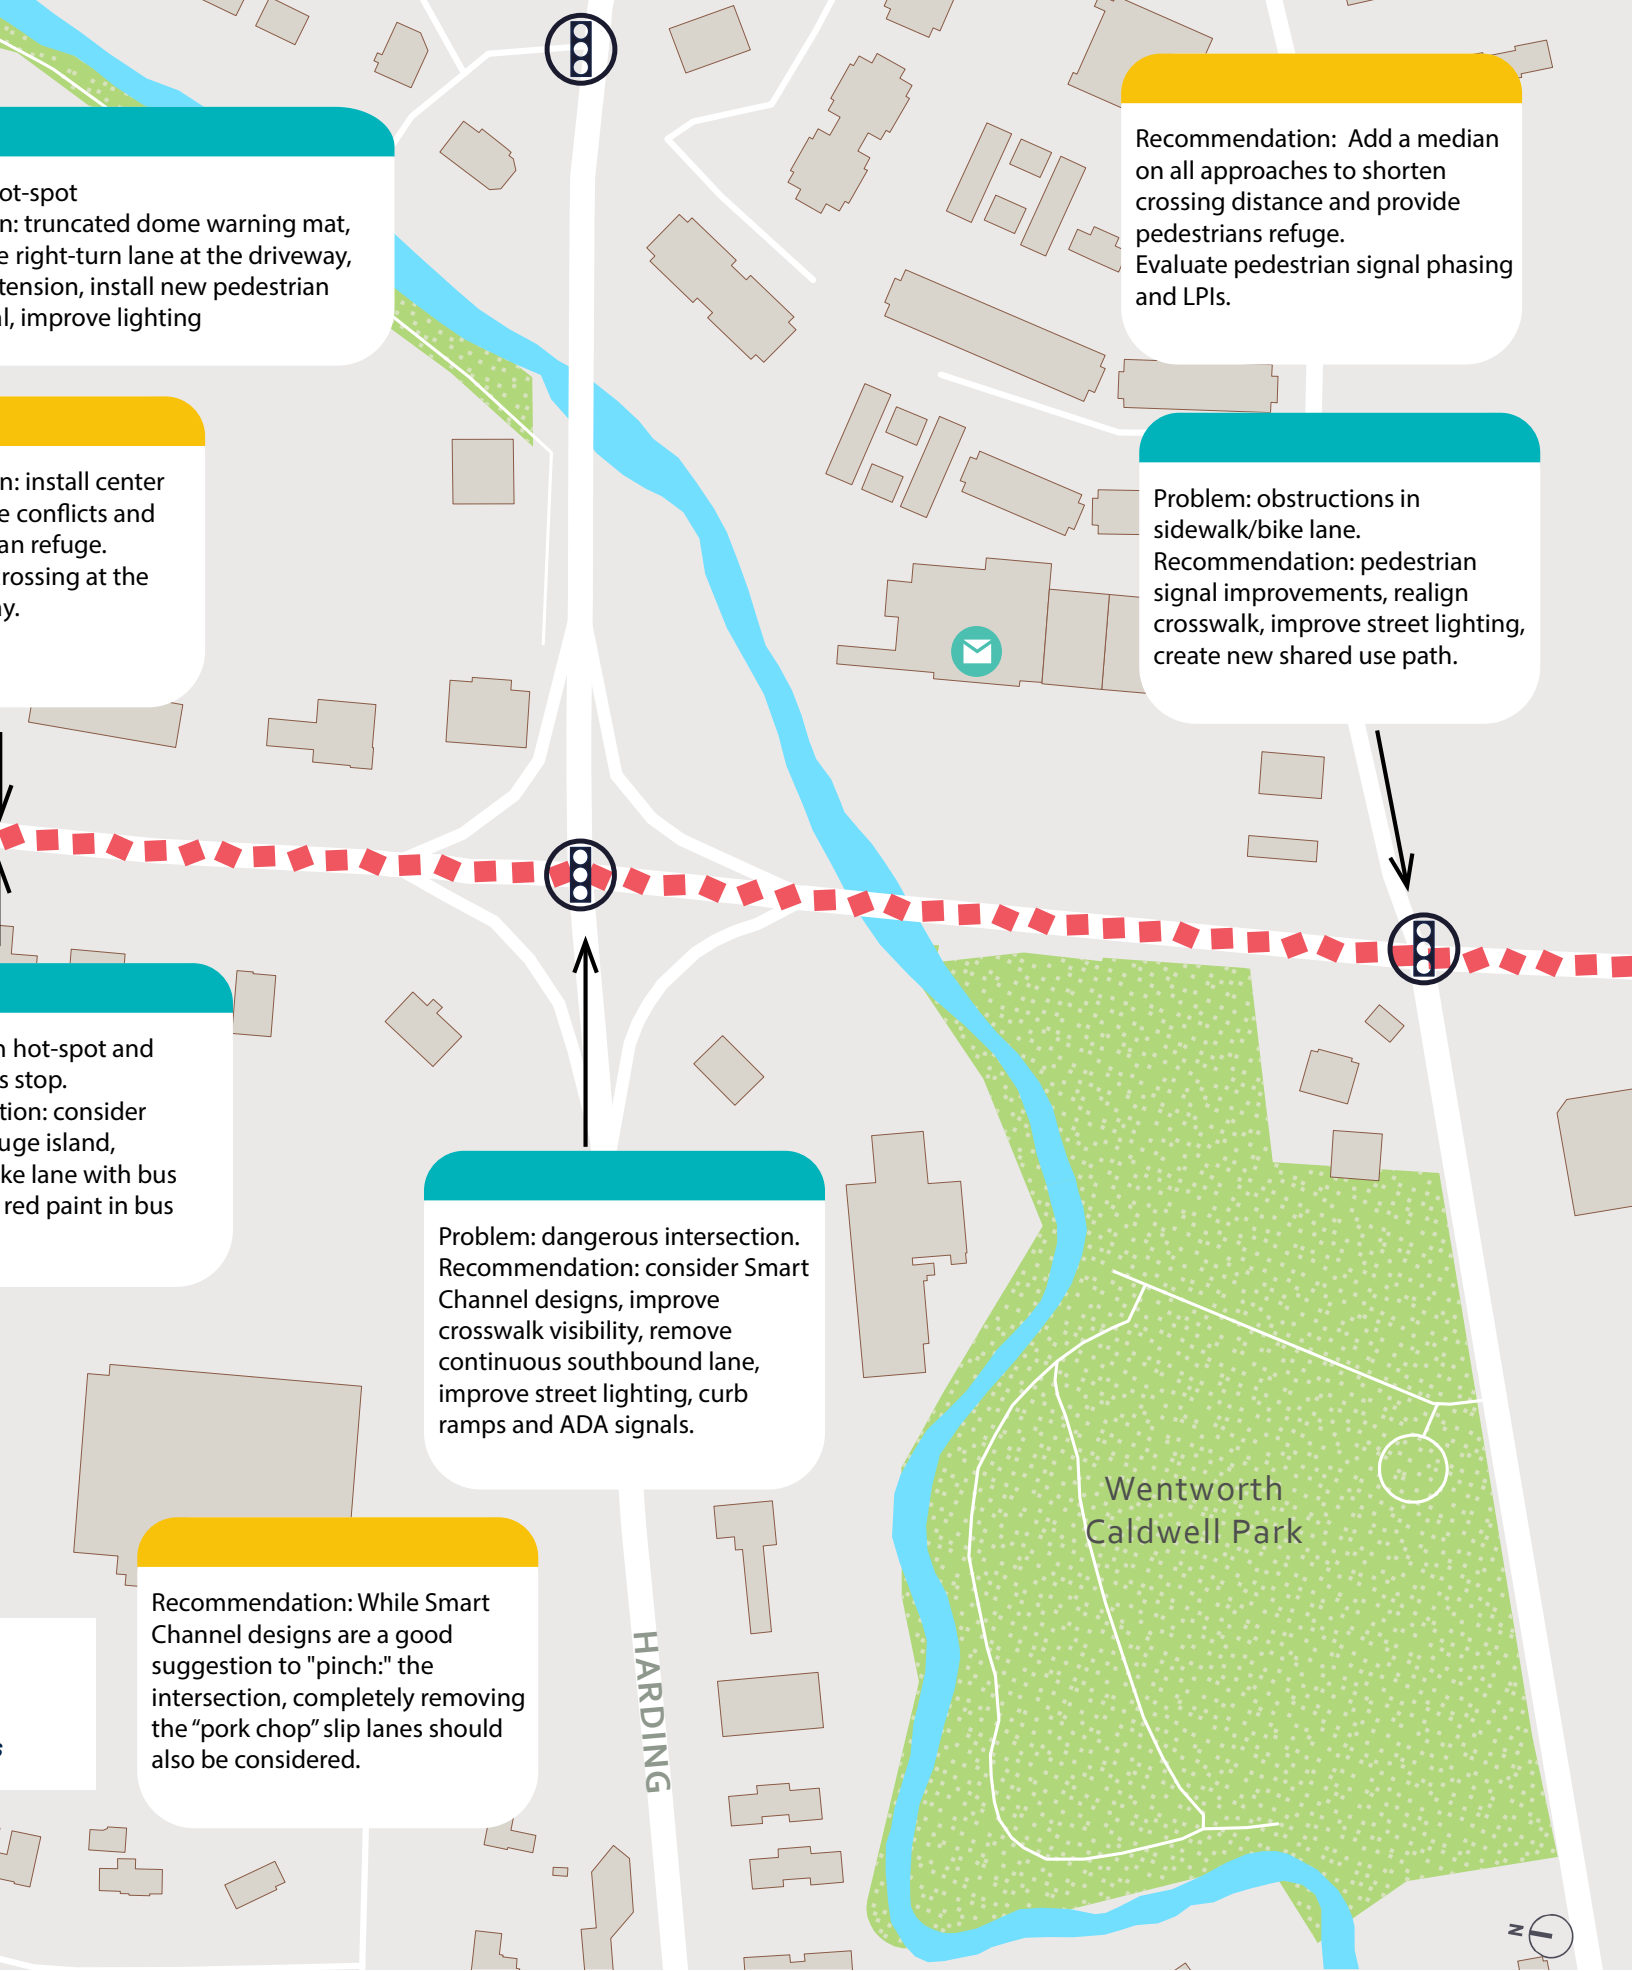 Recommendation:  Add a median
on all approaches to shorten
crossing distance and provide
pedestrians refuge.
Evaluate pedestrian signal phasing
and LPIs.
ot-spot
n: truncated dome warning mat,
e right-turn lane at the driveway,
tension, install new pedestrian
l, improve lighting
n: install center
e conflicts and
an refuge.
rossing at the
y.
Problem: obstructions in
sidewalk/bike lane.
Recommendation: pedestrian
signal improvements, realign
crosswalk, improve street lighting,
create new shared use path.
n hot-spot and
s stop.
tion: consider
uge island,
ke lane with bus
red paint in bus
Problem: dangerous intersection.
Recommendation: consider Smart
Channel designs, improve
crosswalk visibility, remove
continuous southbound lane,
improve street lighting, curb
ramps and ADA signals.
Wentworth
Caldwell Park
Recommendation: While Smart
Channel designs are a good
suggestion to "pinch:" the
intersection, completely removing
the “pork chop” slip lanes should
also be considered.
HARDING
s
N